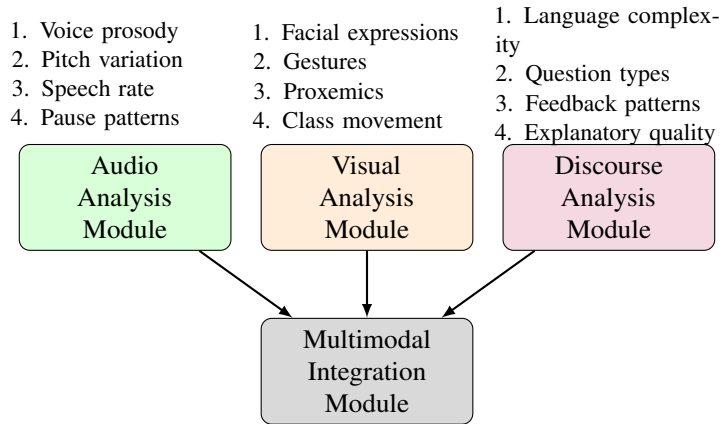 1. Voice prosody
2. Pitch variation
3. Speech rate
4. Pause patterns
1. Facial expressions
2. Gestures
3. Proxemics
4. Class movement
1. Language complex-
ity
2. Question types
3. Feedback patterns
4. Explanatory quality
Audio
Analysis
Module
Visual
Analysis
Module
Discourse
Analysis
Module
Multimodal
Integration
Module